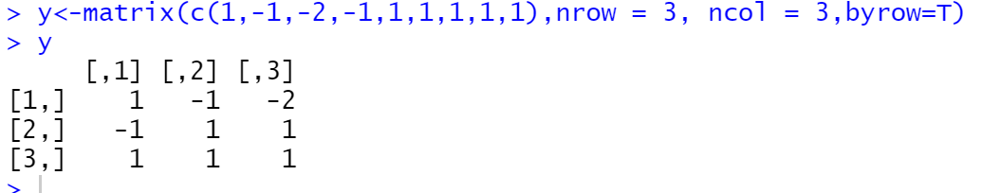 > y<-matrix(c(1,-1,-2,-1,1,1,1,1,1),nrow = 3, ncol = 3,byrow=T)
> y
     [,1] [,2] [,3]
[1,]    1   -1   -2
[2,]   -1    1    1
[3,]    1    1    1
>